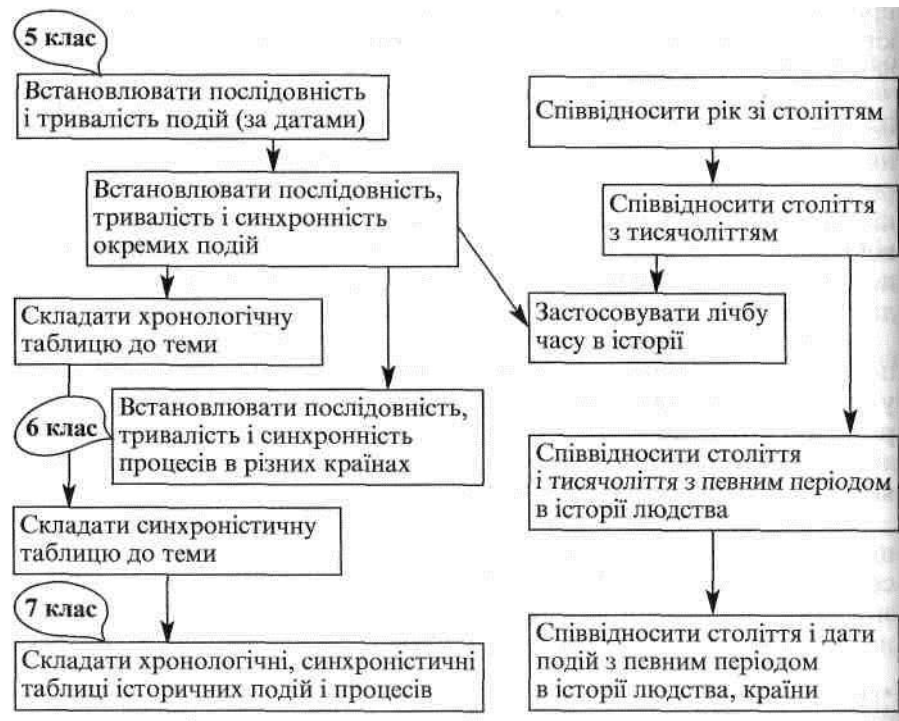 5 клас
Встановлювати послідовність
і тривалість подій (за датами)
Співвідносити рік зі століттям
Встановлювати послідовність,
тривалість і синхронність
окремих подій
Співвідносити століття
з тисячоліттям
Складати хронологічну
таблицю до теми
Застосовувати лічбу
часу в історії
6 клас
Встановлювати послідовність,
тривалість і синхронність
процесів в різних країнах
Співвідносити століття
і тисячоліття з певним періодом
в історії людства
Складати синхроністичну
таблицю до теми
7 клас
Складати хронологічні, синхроністичні
таблиці історичних подій і процесів
Співвідносити століття і дати
подій з певним періодом
в історії людства, країни